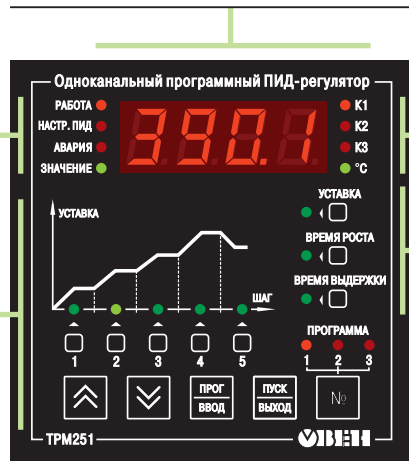 Одноканальный программный ПИД-регулятор
РАБОТА
НАСТР. ПИД
АВАРИЯ
ЗНАЧЕНИЕ
390.1
К1
К2
К3
°C
УСТАВКА
ШАГ
УСТАВКА
ВРЕМЯ РОСТА
ВРЕМЯ ВЫДЕРЖКИ
1 2 3 4 5
ПРОГРАММА
1 2 3
ПРОГ
ВВОД
ПУСК
ВЫХОД
№
ТРМ251
ОВЕН